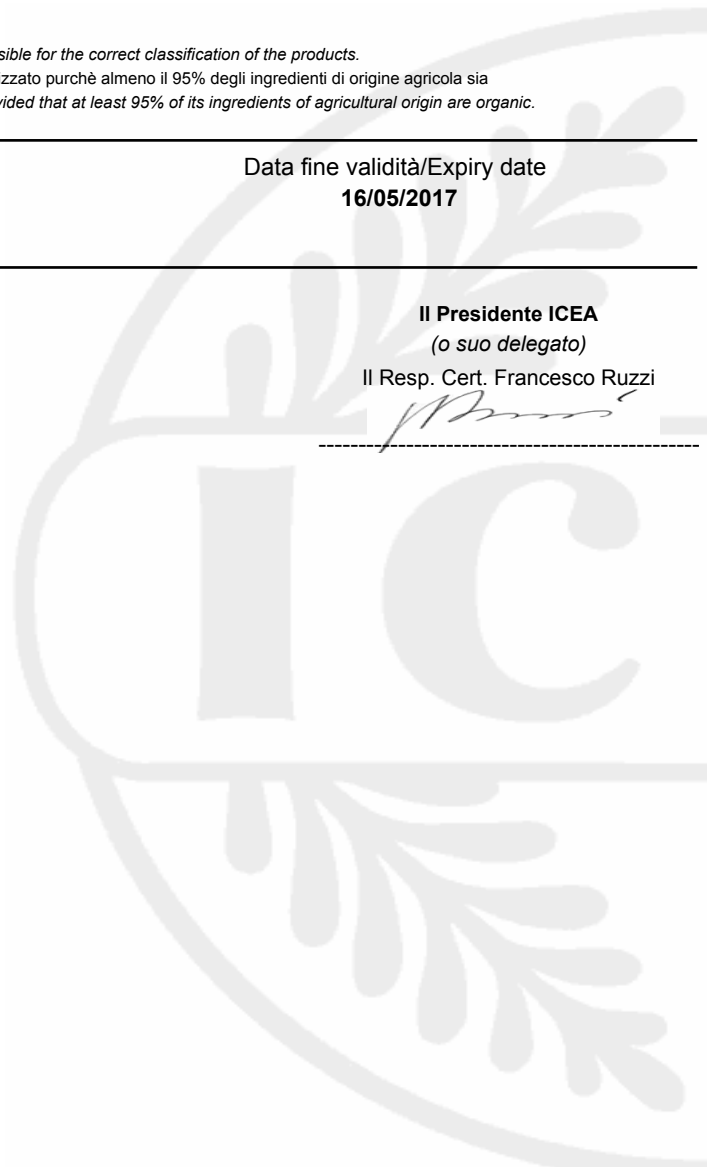 sible for the correct classification of the products.
izzato purchè almeno il 95% degli ingredienti di origine agricola sia
vided that at least 95% of its ingredients of agricultural origin are organic.
Data fine validità/Expiry date
16/05/2017
Il Presidente ICEA
(o suo delegato)
Il Resp. Cert. Francesco Ruzzi
IC